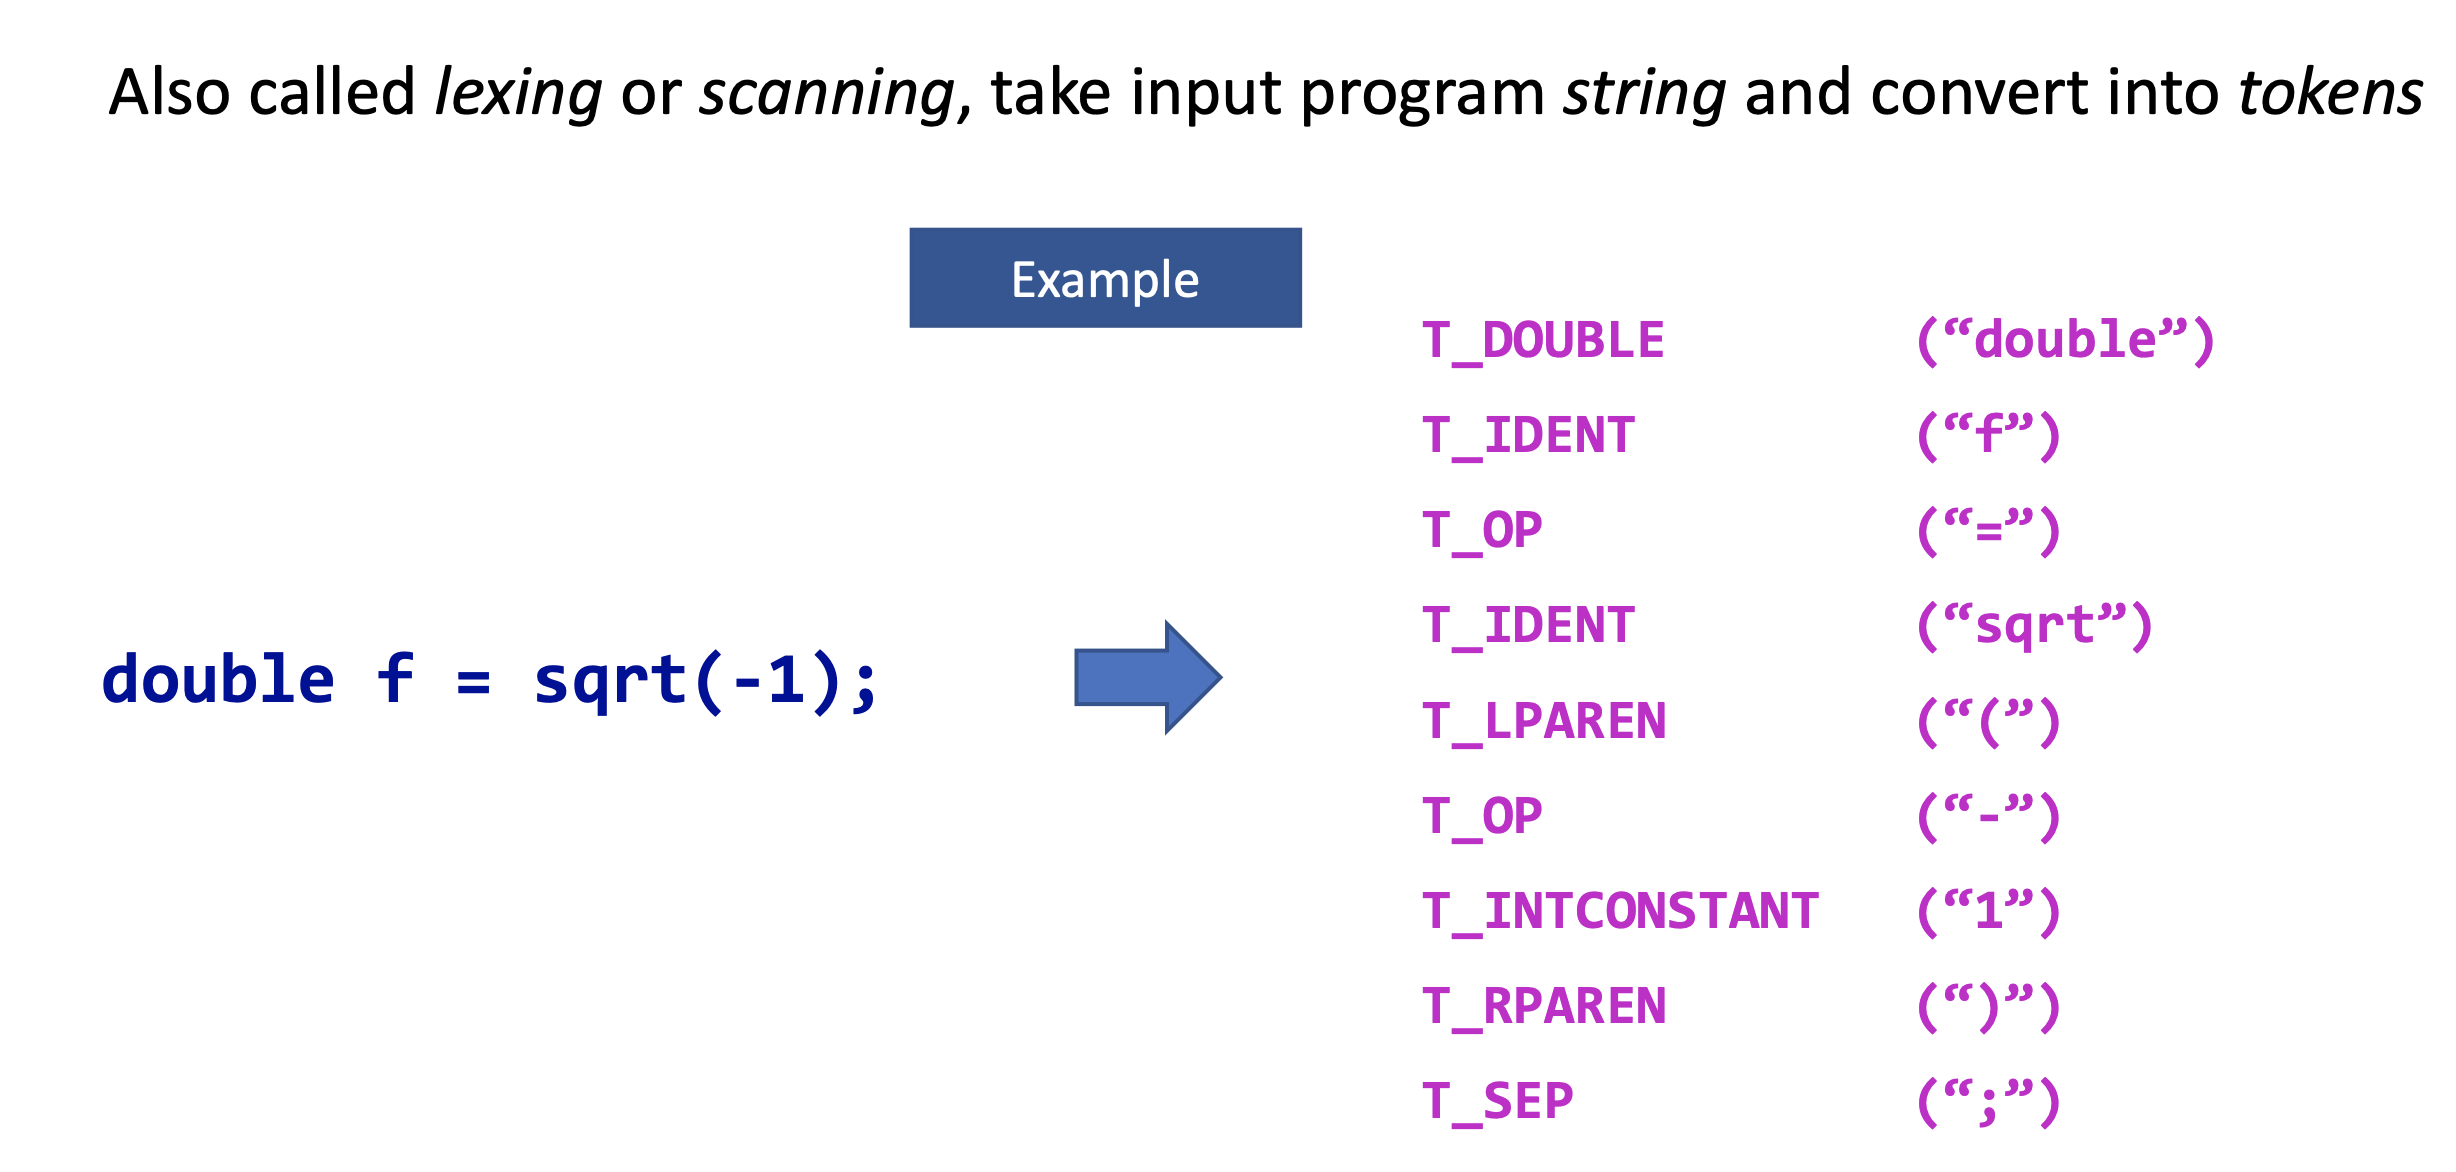 Also called lexing or scanning, take input program string and convert into tokens
Example
double f = sqrt(-1);
T_DOUBLE (“double”)
T_IDENT (“f”)
T_OP (“=”)
T_IDENT (“sqrt”)
T_LPAREN (“(”)
T_OP (“-”)
T_INTCONSTANT (“1”)
T_RPAREN (“)”)
T_SEP (“;”)